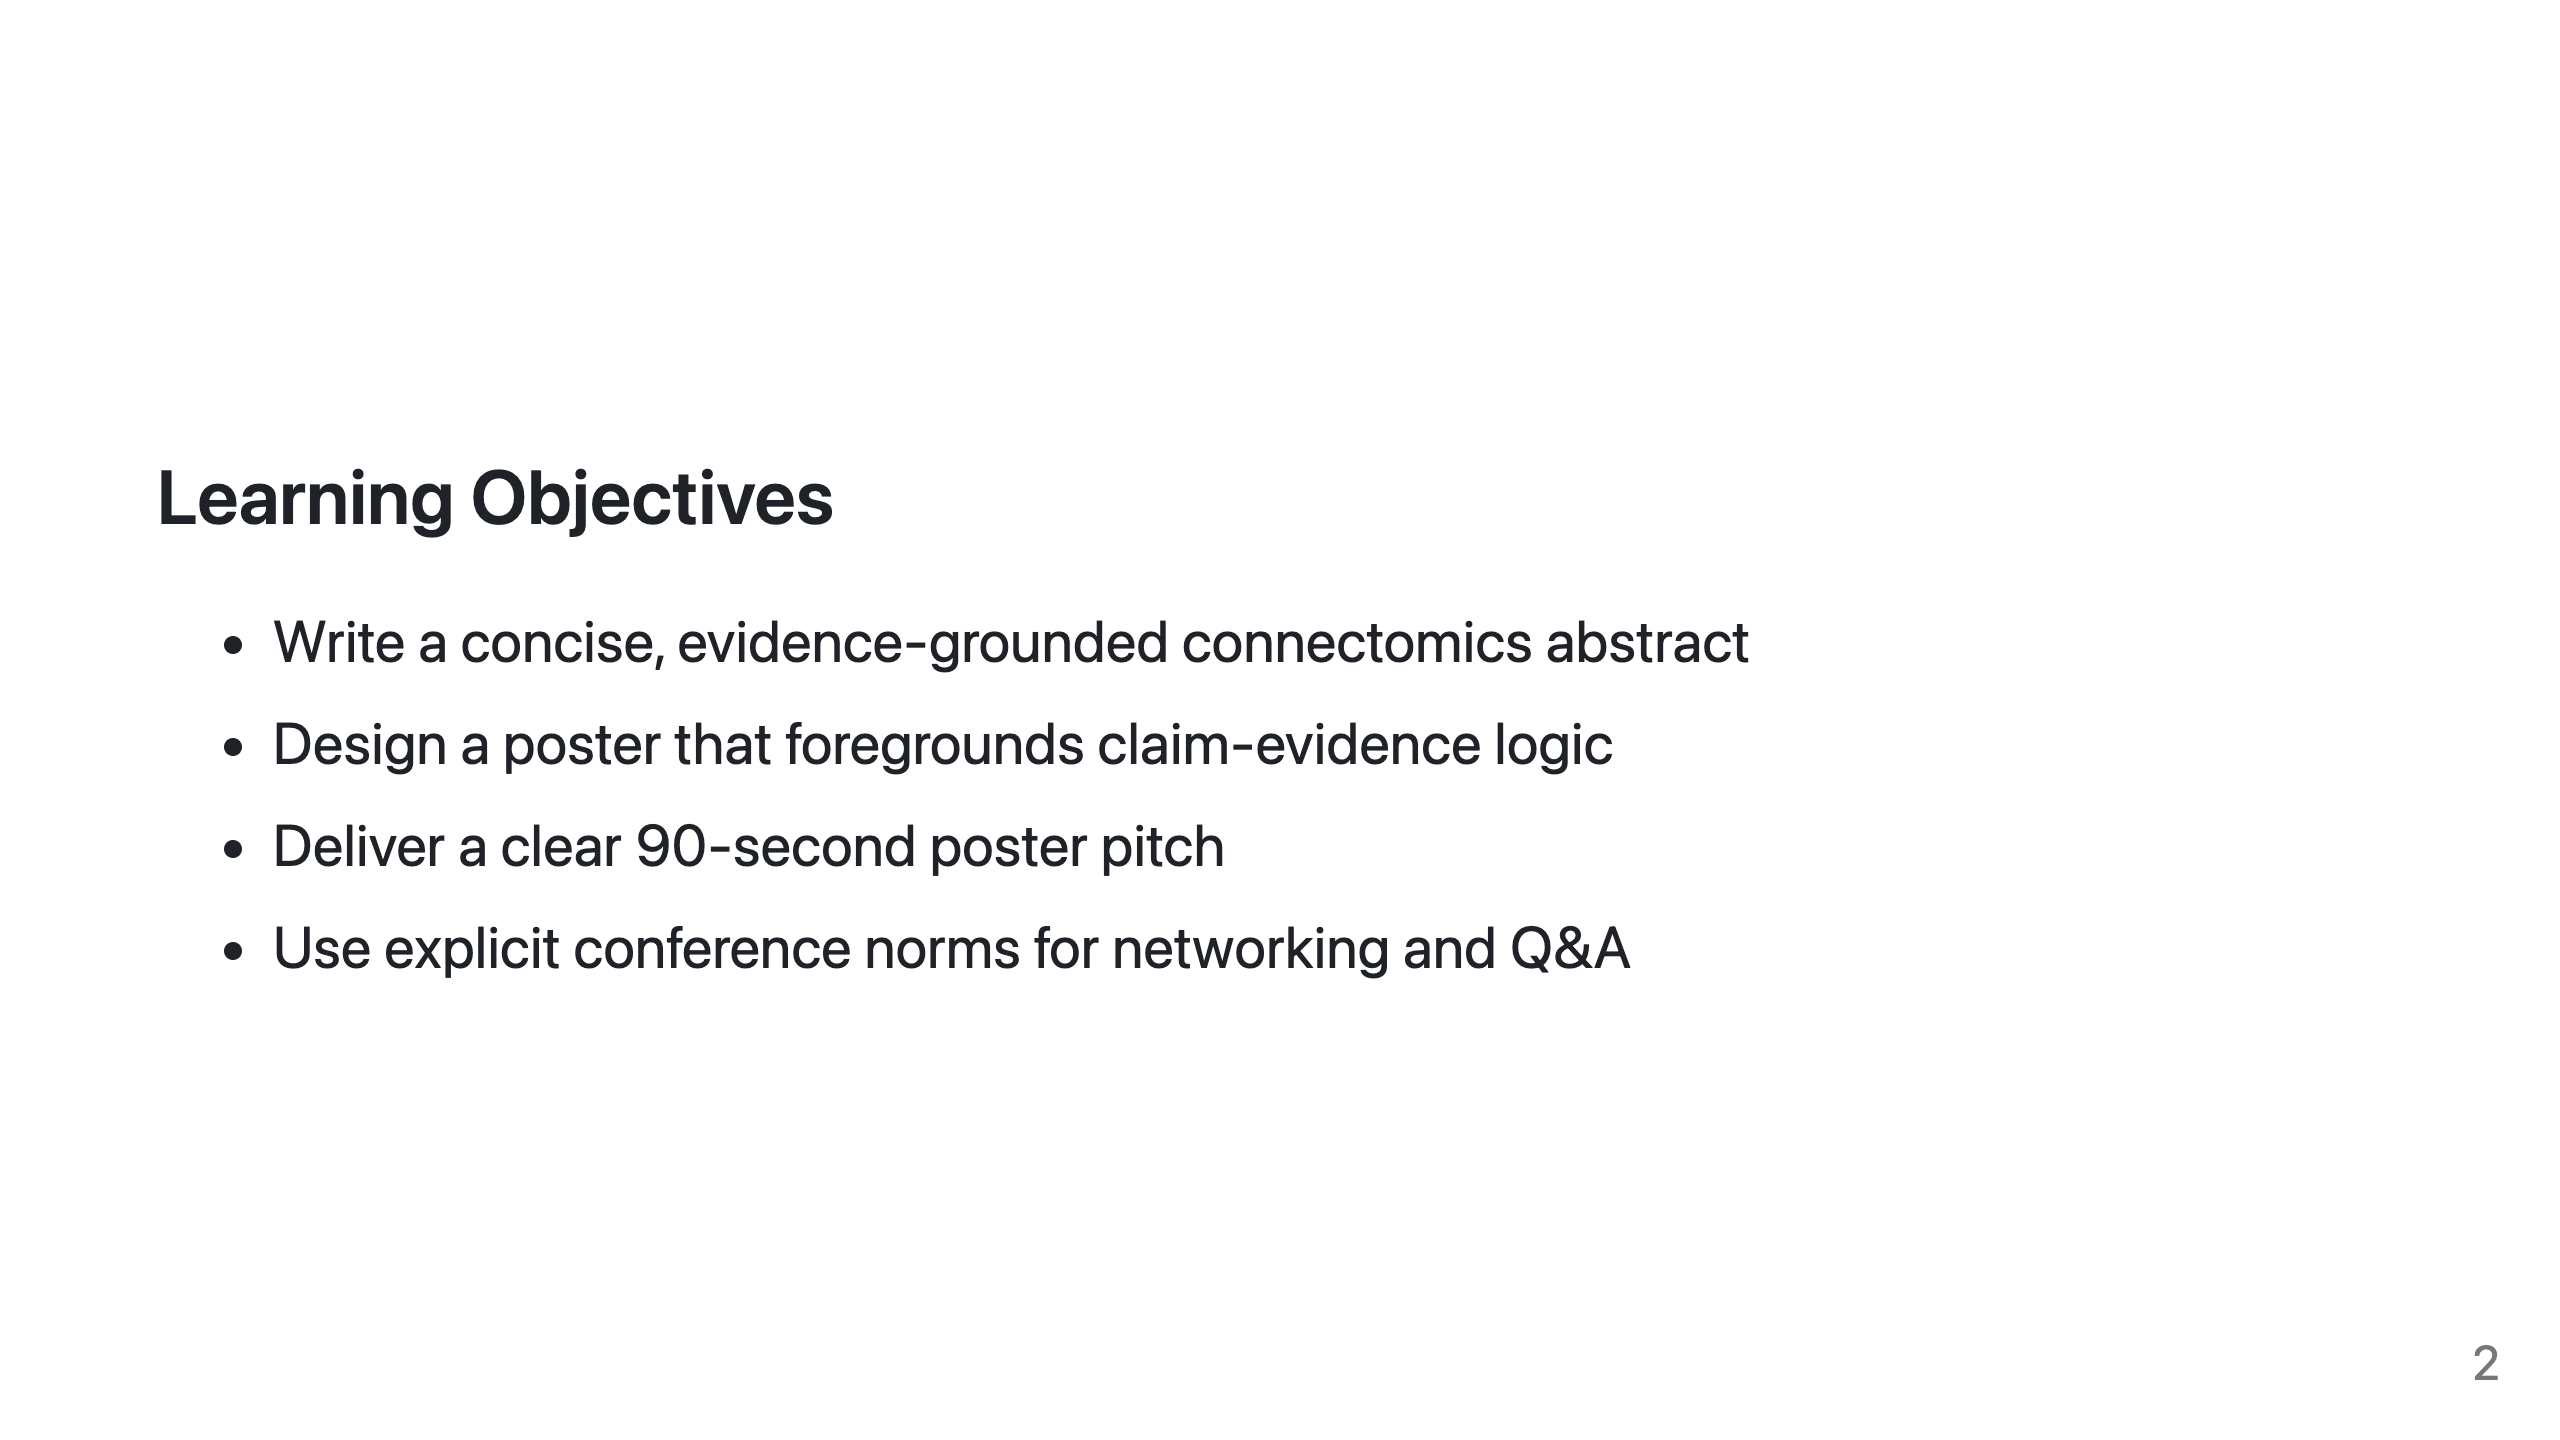 Learning Objectives
• Write a concise, evidence-grounded connectomics abstract
• Design a poster that foregrounds claim-evidence logic
• Deliver a clear 90-second poster pitch
• Use explicit conference norms for networking and Q&A
2